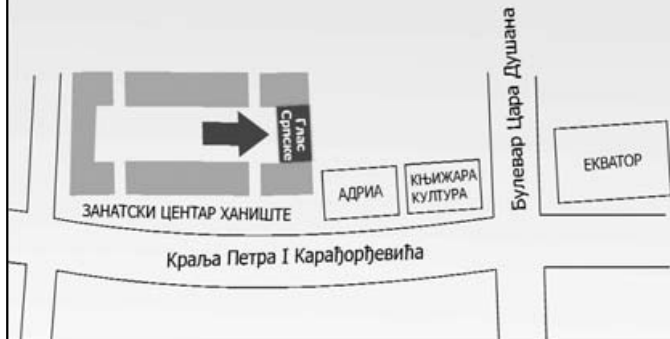 Булевар Цара Душана
Глас
Српске
ЕКВАТОР
АДРИА
КЊИЖАРА
КУЛТУРА
ЗАНАТСКИ ЦЕНТАР ХАНИШТЕ
Краља Петра I Карађорђевића